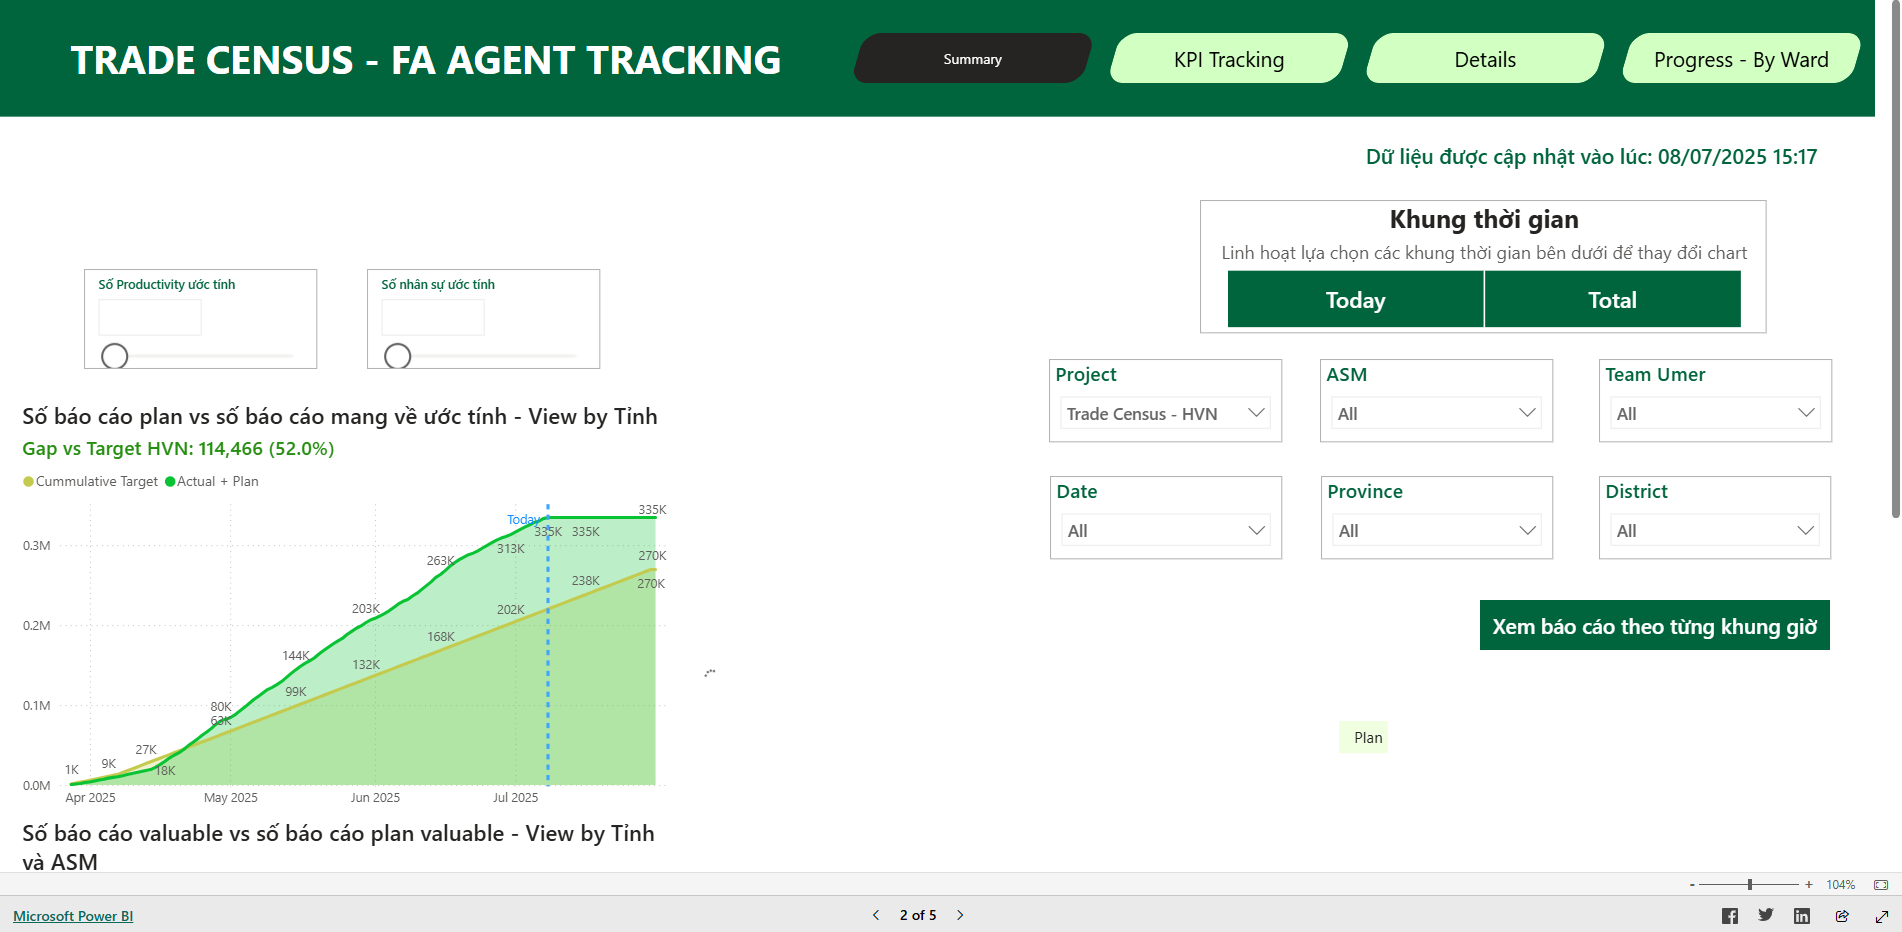 TRADE CENSUS - FA AGENT TRACKING
Summary
KPI Tracking
Details
Progress - By Ward
Dữ liệu được cập nhật vào lúc: 08/07/2025 15:17
Khung thời gian
Linh hoạt lựa chọn các khung thời gian bên dưới để thay đổi chart
Today
Total
Số Productivity ước tính
Số nhân sự ước tính
Project
Trade Census - HVN
ASM
All
Team Umer
All
Date
All
Province
All
District
All
Xem báo cáo theo từng khung giờ
Plan
Số báo cáo plan vs số báo cáo mang về ước tính - View by Tỉnh
Gap vs Target HVN: 114,466 (52.0%)
Cummulative Target
Actual + Plan
Today
335K
335K
335K
313K
263K
270K
270K
238K
202K
203K
168K
144K
132K
99K
80K
63K
27K
18K
9K
1K
0.3M
0.2M
0.1M
0.0M
Apr 2025
May 2025
Jun 2025
Jul 2025
Số báo cáo valuable vs số báo cáo plan valuable - View by Tỉnh
và ASM
- + 104%
Microsoft Power BI
2 of 5